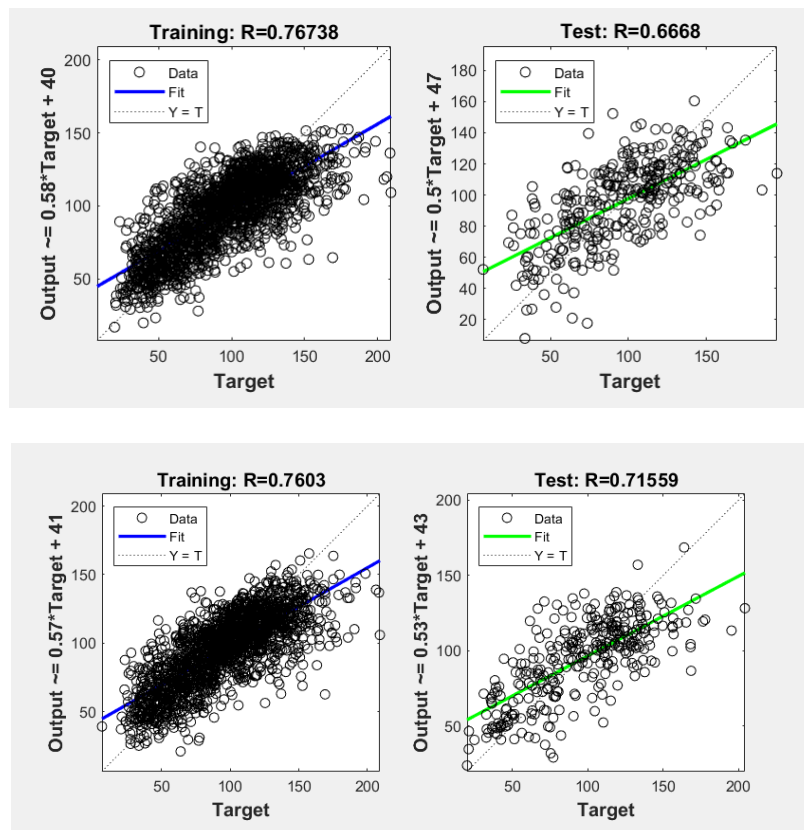 Training: R=0.76738
Output ~= 0.58*Target + 40
200
150
100
50
Data
Fit
Y = T
50 100 150 200
Target
Test: R=0.6668
Output ~= 0.5*Target + 47
180
160
140
120
100
80
60
40
20
Data
Fit
Y = T
50 100 150
Target
Training: R=0.7603
Output ~= 0.57*Target + 41
200
150
100
50
Data
Fit
Y = T
50 100 150 200
Target
Test: R=0.71559
Output ~= 0.53*Target + 43
200
150
100
50
Data
Fit
Y = T
50 100 150 200
Target